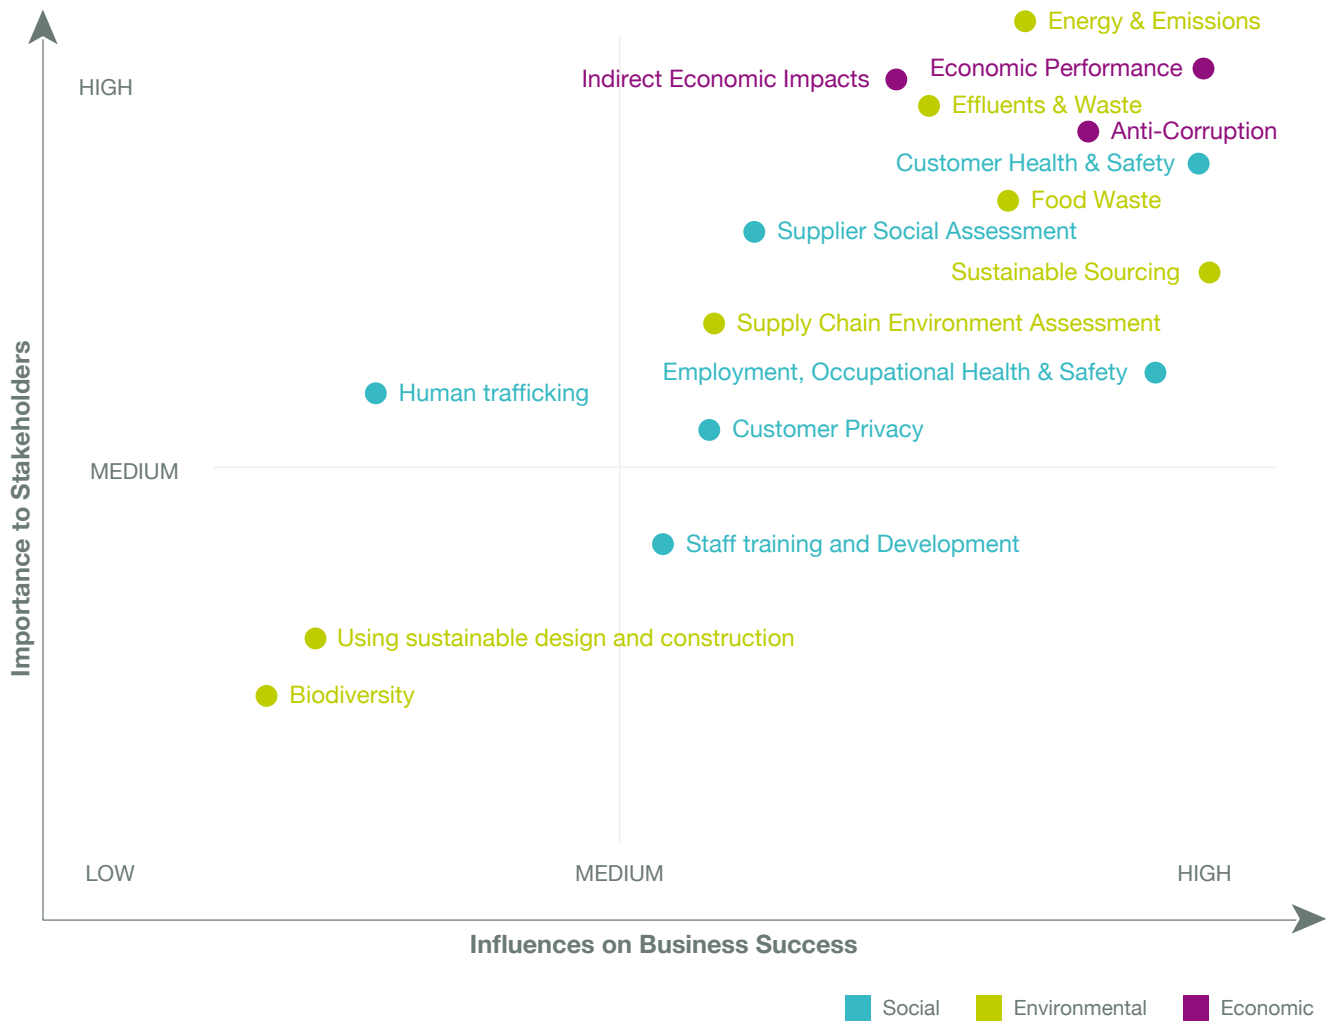 Energy & Emissions
Economic Performance
Indirect Economic Impacts
HIGH
Effluents & Waste
Anti-Corruption
Customer Health & Safety
Food Waste
Supplier Social Assessment
Sustainable Sourcing
Supply Chain Environment Assessment
Employment, Occupational Health & Safety
Human trafficking
Customer Privacy
MEDIUM
Importance to Stakeholders
Staff training and Development
Using sustainable design and construction
Biodiversity
LOW
MEDIUM
HIGH
Influences on Business Success
Social
Environmental
Economic